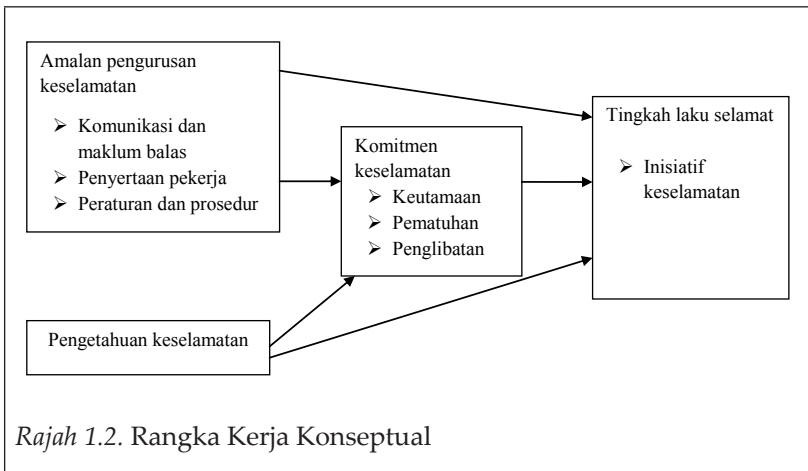 Amalan pengurusan
keselamatan
➢ Komunikasi dan
maklum balas
➢ Penyertaan pekerja
➢ Peraturan dan prosedur
Komitmen
keselamatan
➢ Keutamaan
➢ Pematuhan
➢ Penglibatan
Tingkah laku selamat
➢ Inisiatif
keselamatan
Pengetahuan keselamatan
Rajah 1.2. Rangka Kerja Konseptual